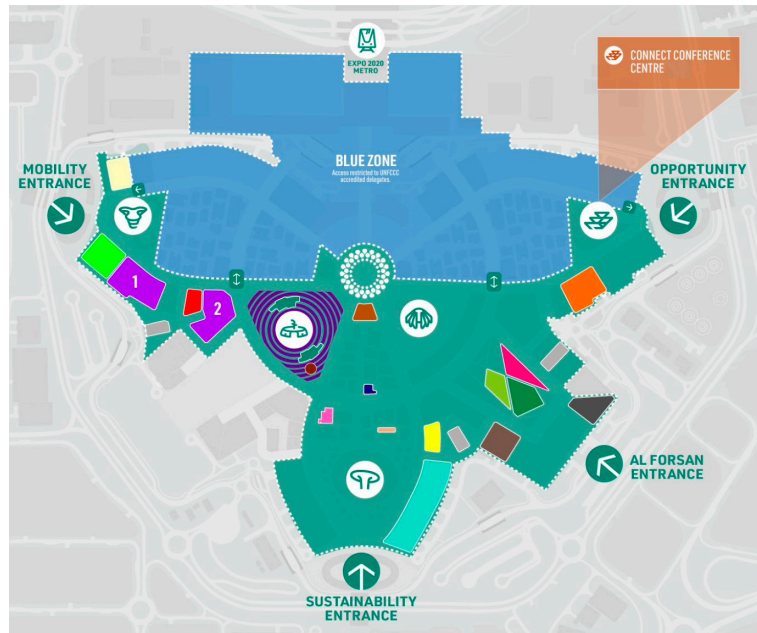 EXPO 2020
METRO
CONNECT CONFERENCE
CENTRE
BLUE ZONE
Access restricted to UNFCCC
accredited delegates.
MOBILITY
ENTRANCE
OPPORTUNITY
ENTRANCE
1
2
AL FORSAN
ENTRANCE
SUSTAINABILITY
ENTRANCE